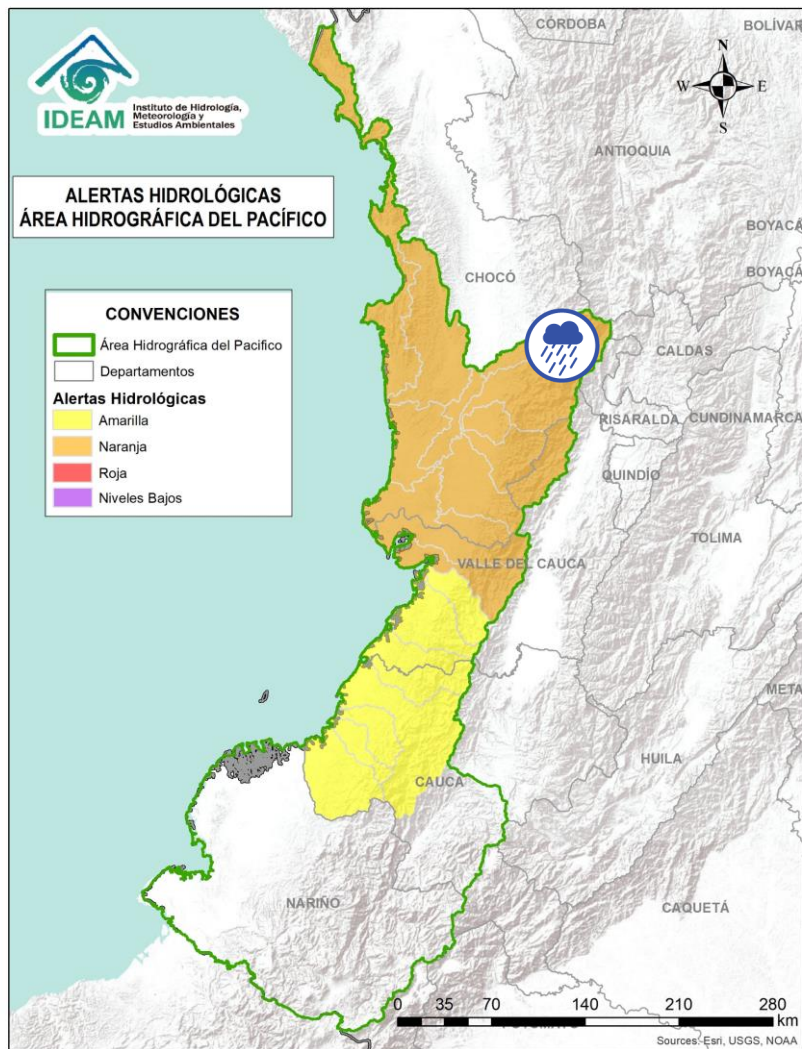 CÓRDOBA
BOLÍVAR
N
W
E
S
IDEAM
Instituto de Hidrología,
Meteorología y
Estudios Ambientales
ANTIOQUIA
ALERTAS HIDROLÓGICAS
ÁREA HIDROGRÁFICA DEL PACÍFICO
BOYACÁ
BOYACÁ
CHOCÓ
CONVENCIONES
Área Hidrográfica del Pacifico
Departamentos
Alertas Hidrológicas
Amarilla
Naranja
Roja
Niveles Bajos
CALDAS
RISARALDA
CUNDINAMARCA
QUINDÍO
TOLIMA
VALLE DEL CAUCA
META
HUILA
CAUCA
NARIÑO
CAQUETÁ
0 35 70 140 210 280
km
Sources: Esri, USGS, NOAA